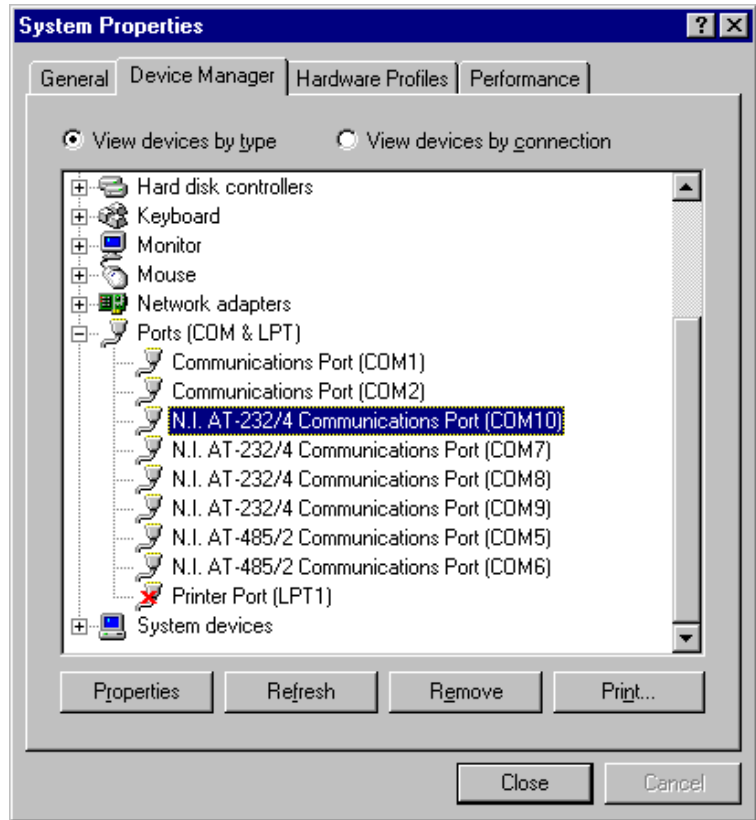 System Properties
General Device Manager Hardware Profiles Performance
View devices by type View devices by connection
Hard disk controllers
Keyboard
Monitor
Mouse
Network adapters
Ports (COM & LPT)
Communications Port (COM1)
Communications Port (COM2)
N.I. AT-232/4 Communications Port (COM10)
N.I. AT-232/4 Communications Port (COM7)
N.I. AT-232/4 Communications Port (COM8)
N.I. AT-232/4 Communications Port (COM9)
N.I. AT-485/2 Communications Port (COM5)
N.I. AT-485/2 Communications Port (COM6)
Printer Port (LPT1)
System devices
Properties Refresh Remove Print...
Close Cancel